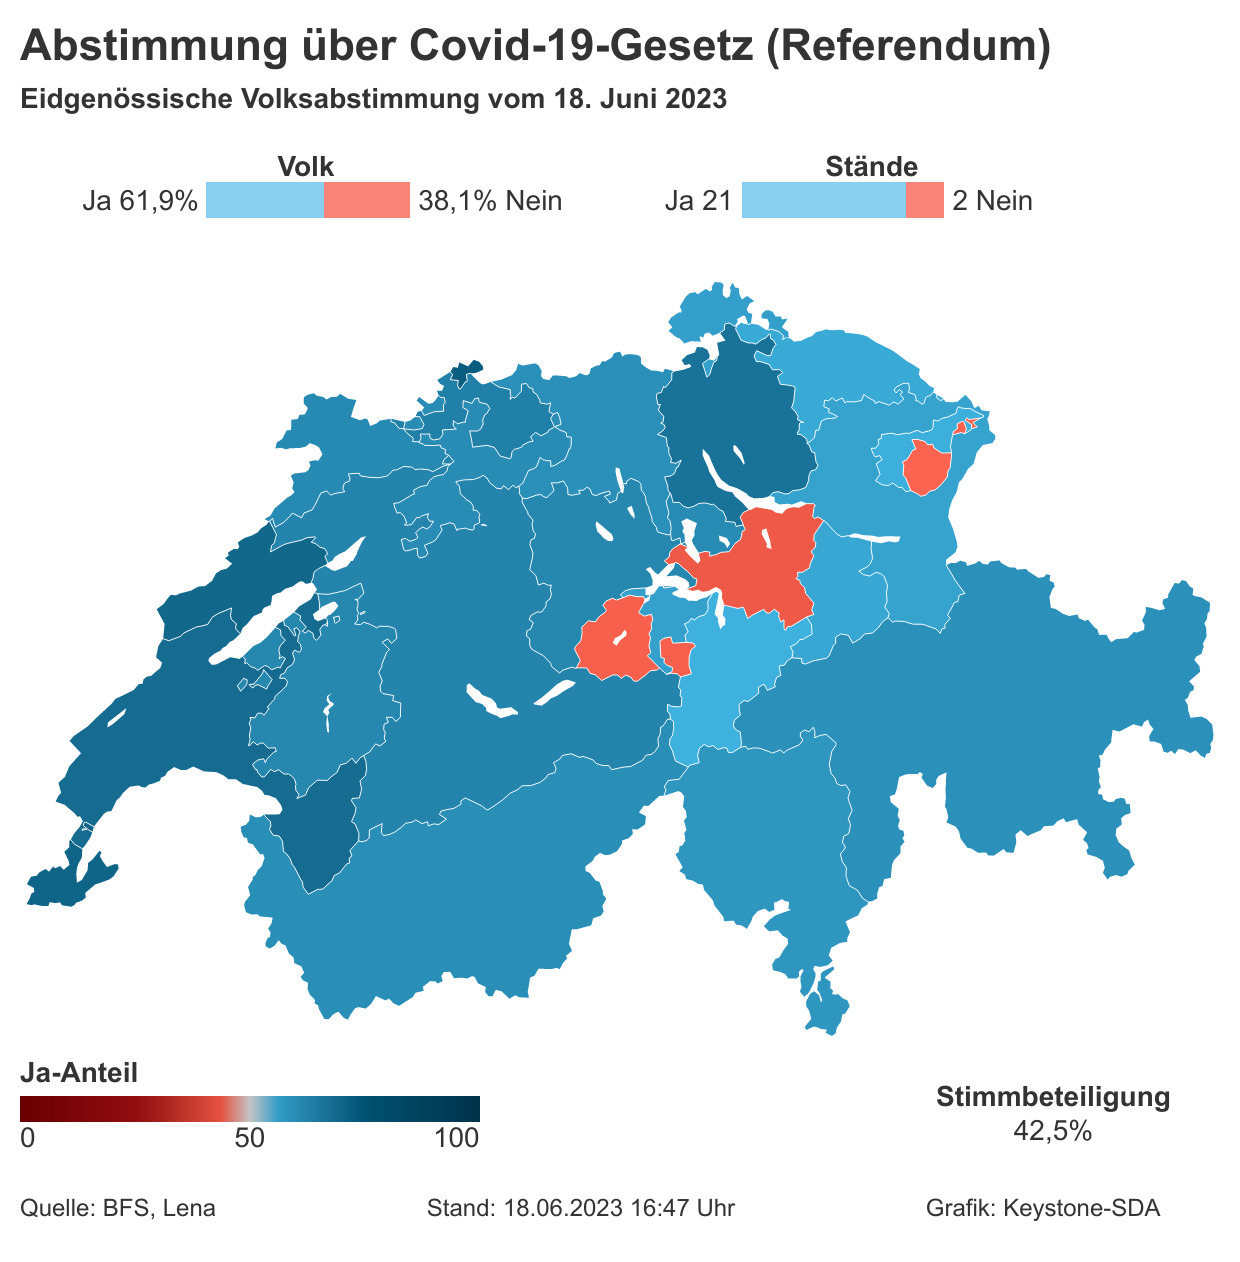 Abstimmung über Covid-19-Gesetz (Referendum)
Eidgenössische Volksabstimmung vom 18. Juni 2023
Volk
Ja 61,9% 38,1% Nein
Stände
Ja 21 2 Nein
Ja-Anteil
0 50 100
Stimmbeteiligung
42,5%
Quelle: BFS, Lena Stand: 18.06.2023 16:47 Uhr Grafik: Keystone-SDA